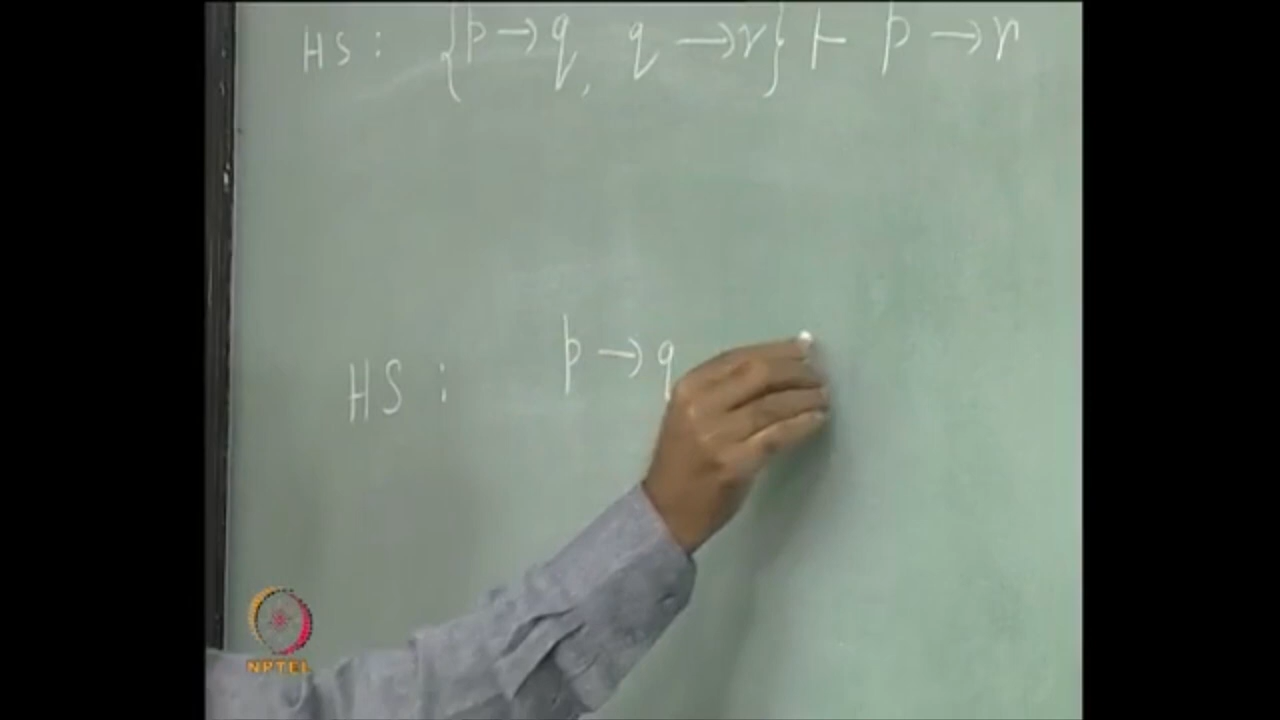 HS: {p → q, q → r} ⊢ p → r
HS: p → q
NPTEL